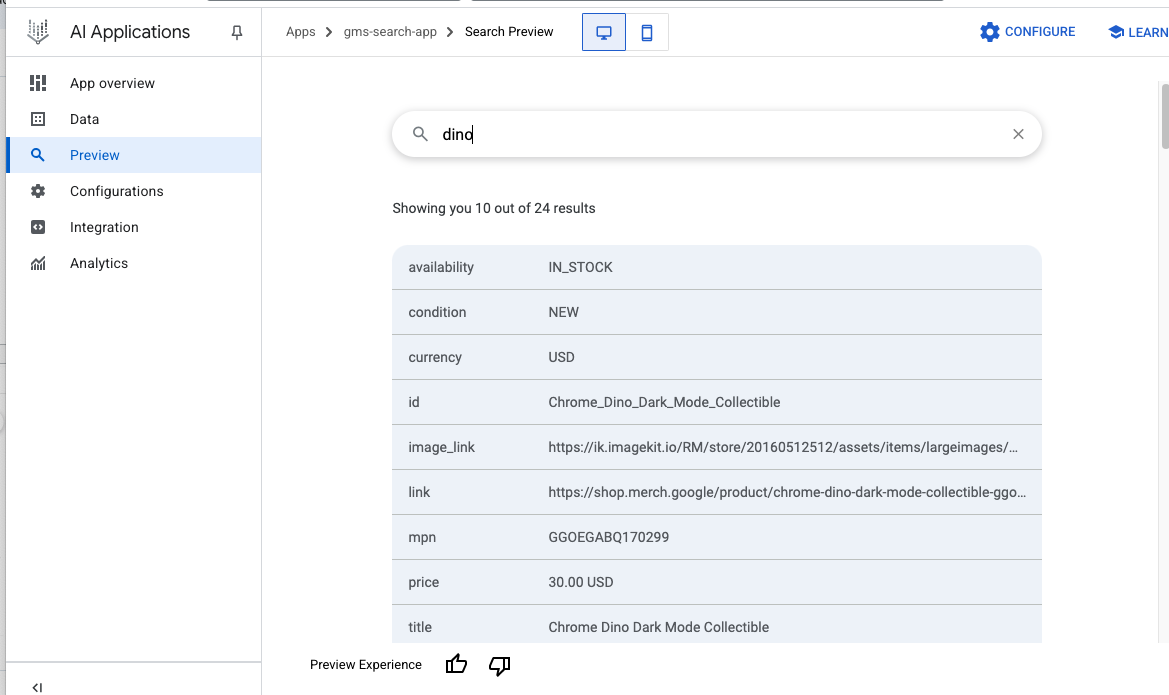 AI Applications
Apps > gms-search-app > Search Preview
CONFIGURE
LEARN
App overview
Data
Preview
Configurations
Integration
Analytics
dino
Showing you 10 out of 24 results
availability IN_STOCK
condition NEW
currency USD
id Chrome_Dino_Dark_Mode_Collectible
image_link https://ik.imagekit.io/RM/store/20160512512/assets/items/largeimages/...
link https://shop.merch.google/product/chrome-dino-dark-mode-collectible-ggo...
mpn GGOEGABQ170299
price 30.00 USD
title Chrome Dino Dark Mode Collectible
Preview Experience